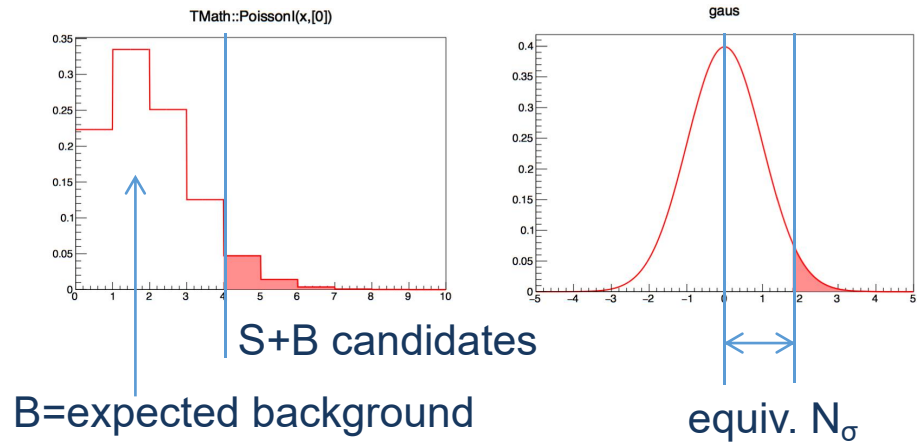 TMath::PoissonI(x,[0])
0.35
0.3
0.25
0.2
0.15
0.1
0.05
0
0 1 2 3 4 5 6 7 8 9 10
gaus
0.4
0.35
0.3
0.25
0.2
0.15
0.1
0.05
0
-5 -4 -3 -2 -1 0 1 2 3 4 5
S+B candidates
B=expected background
equiv. Nσ